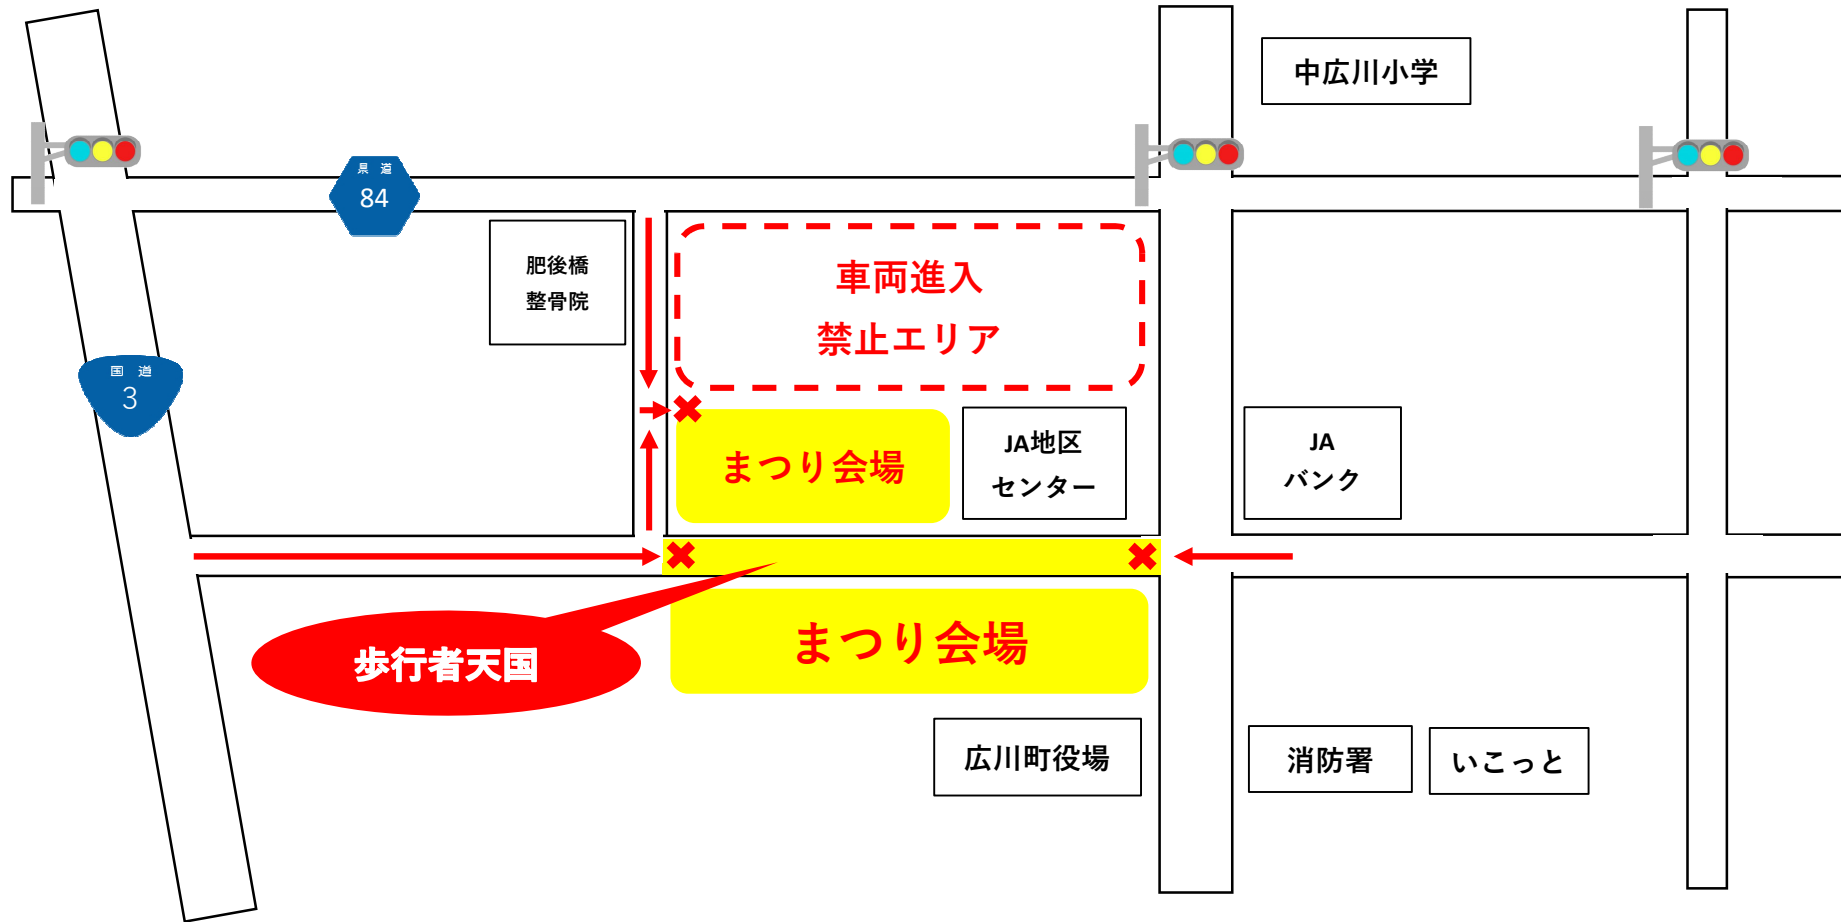 中広川小学
県 道
84
肥後橋
整骨院
車両進入
禁止エリア
国 道
3
まつり会場
JA地区
センター
JA
バンク
歩行者天国
まつり会場
広川町役場
消防署
いこっと